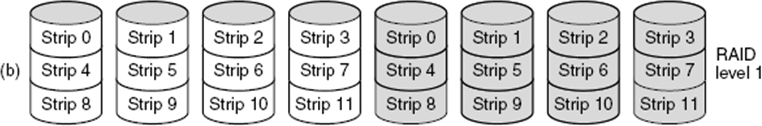 Strip 0 Strip 1 Strip 2 Strip 3 Strip 0 Strip 1 Strip 2 Strip 3
(b) Strip 4 Strip 5 Strip 6 Strip 7 Strip 4 Strip 5 Strip 6 Strip 7
Strip 8 Strip 9 Strip 10 Strip 11 Strip 8 Strip 9 Strip 10 Strip 11
RAID
level 1